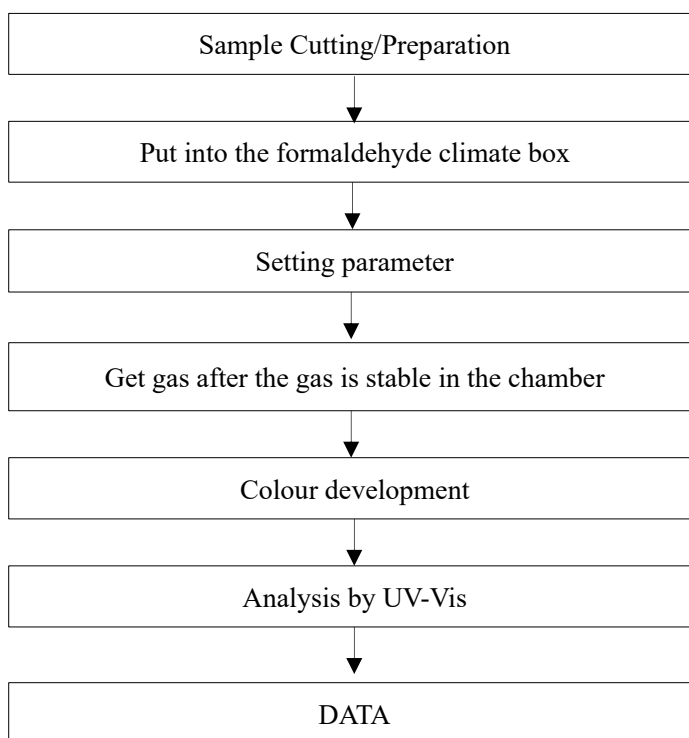 Sample Cutting/Preparation
Put into the formaldehyde climate box
Setting parameter
Get gas after the gas is stable in the chamber
Colour development
Analysis by UV-Vis
DATA